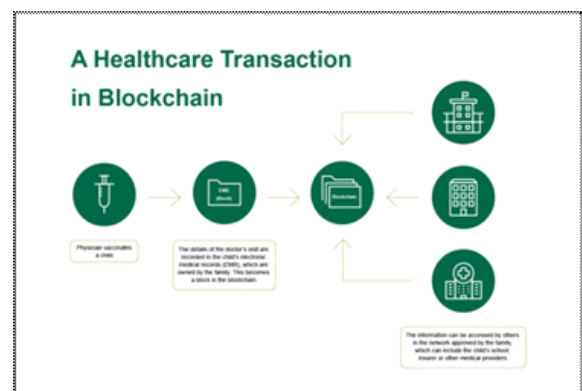 A Healthcare Transaction
in Blockchain
EMR
(Block)
Blockchain
Physician vaccinates
a child.
The details of the doctor's visit are
recorded in the child's electronic
medical records (EMR), which are
owned by the family. This becomes
a block in the blockchain.
The information can be accessed by others
in the network approved by the family,
which can include the child's school,
insurer or other medical providers.